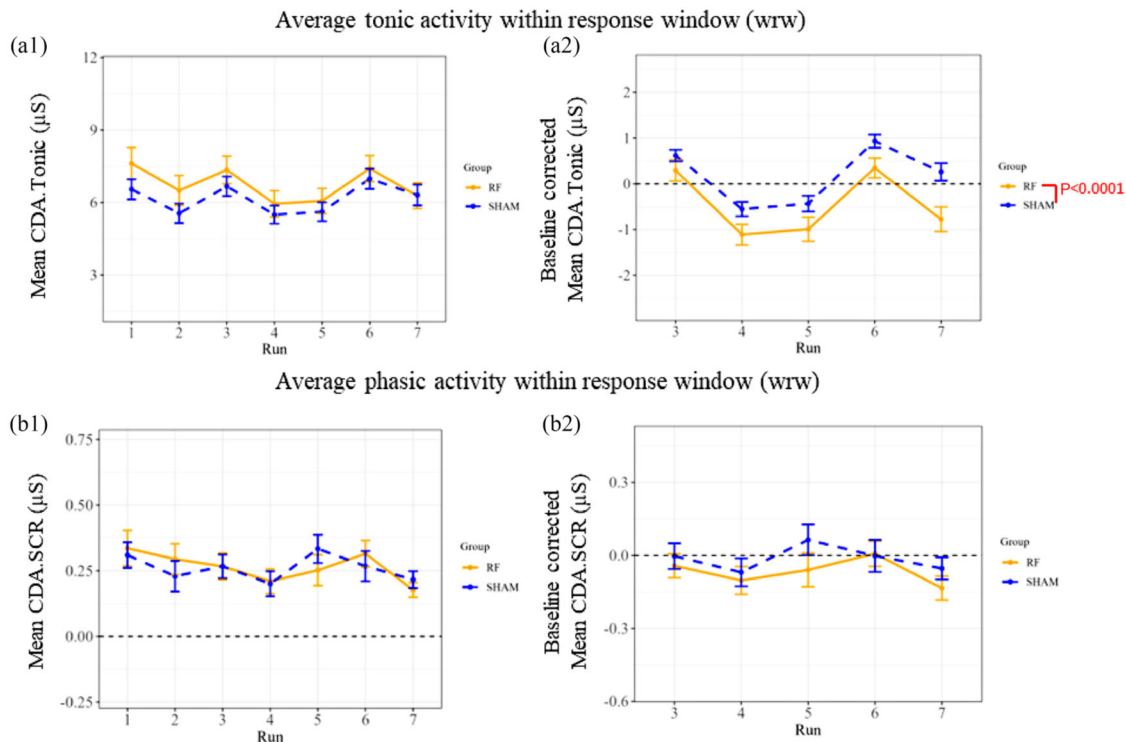 Average tonic activity within response window (wrw)
(a1)
(a2)
Mean CDA.Tonic (µS)
12
9
6
3
1 2 3 4 5 6 7
Run
Group
RF
SHAM
Baseline corrected
Mean CDA.Tonic (µS)
2
1
0
-1
-2
3 4 5 6 7
Run
Group
RF
SHAM
P<0.0001
Average phasic activity within response window (wrw)
(b1)
(b2)
Mean CDA.SCR (µS)
0.75
0.50
0.25
0.00
-0.25
1 2 3 4 5 6 7
Run
Group
RF
SHAM
Baseline corrected
Mean CDA.SCR (µS)
0.3
0.0
-0.3
-0.6
3 4 5 6 7
Run
Group
RF
SHAM